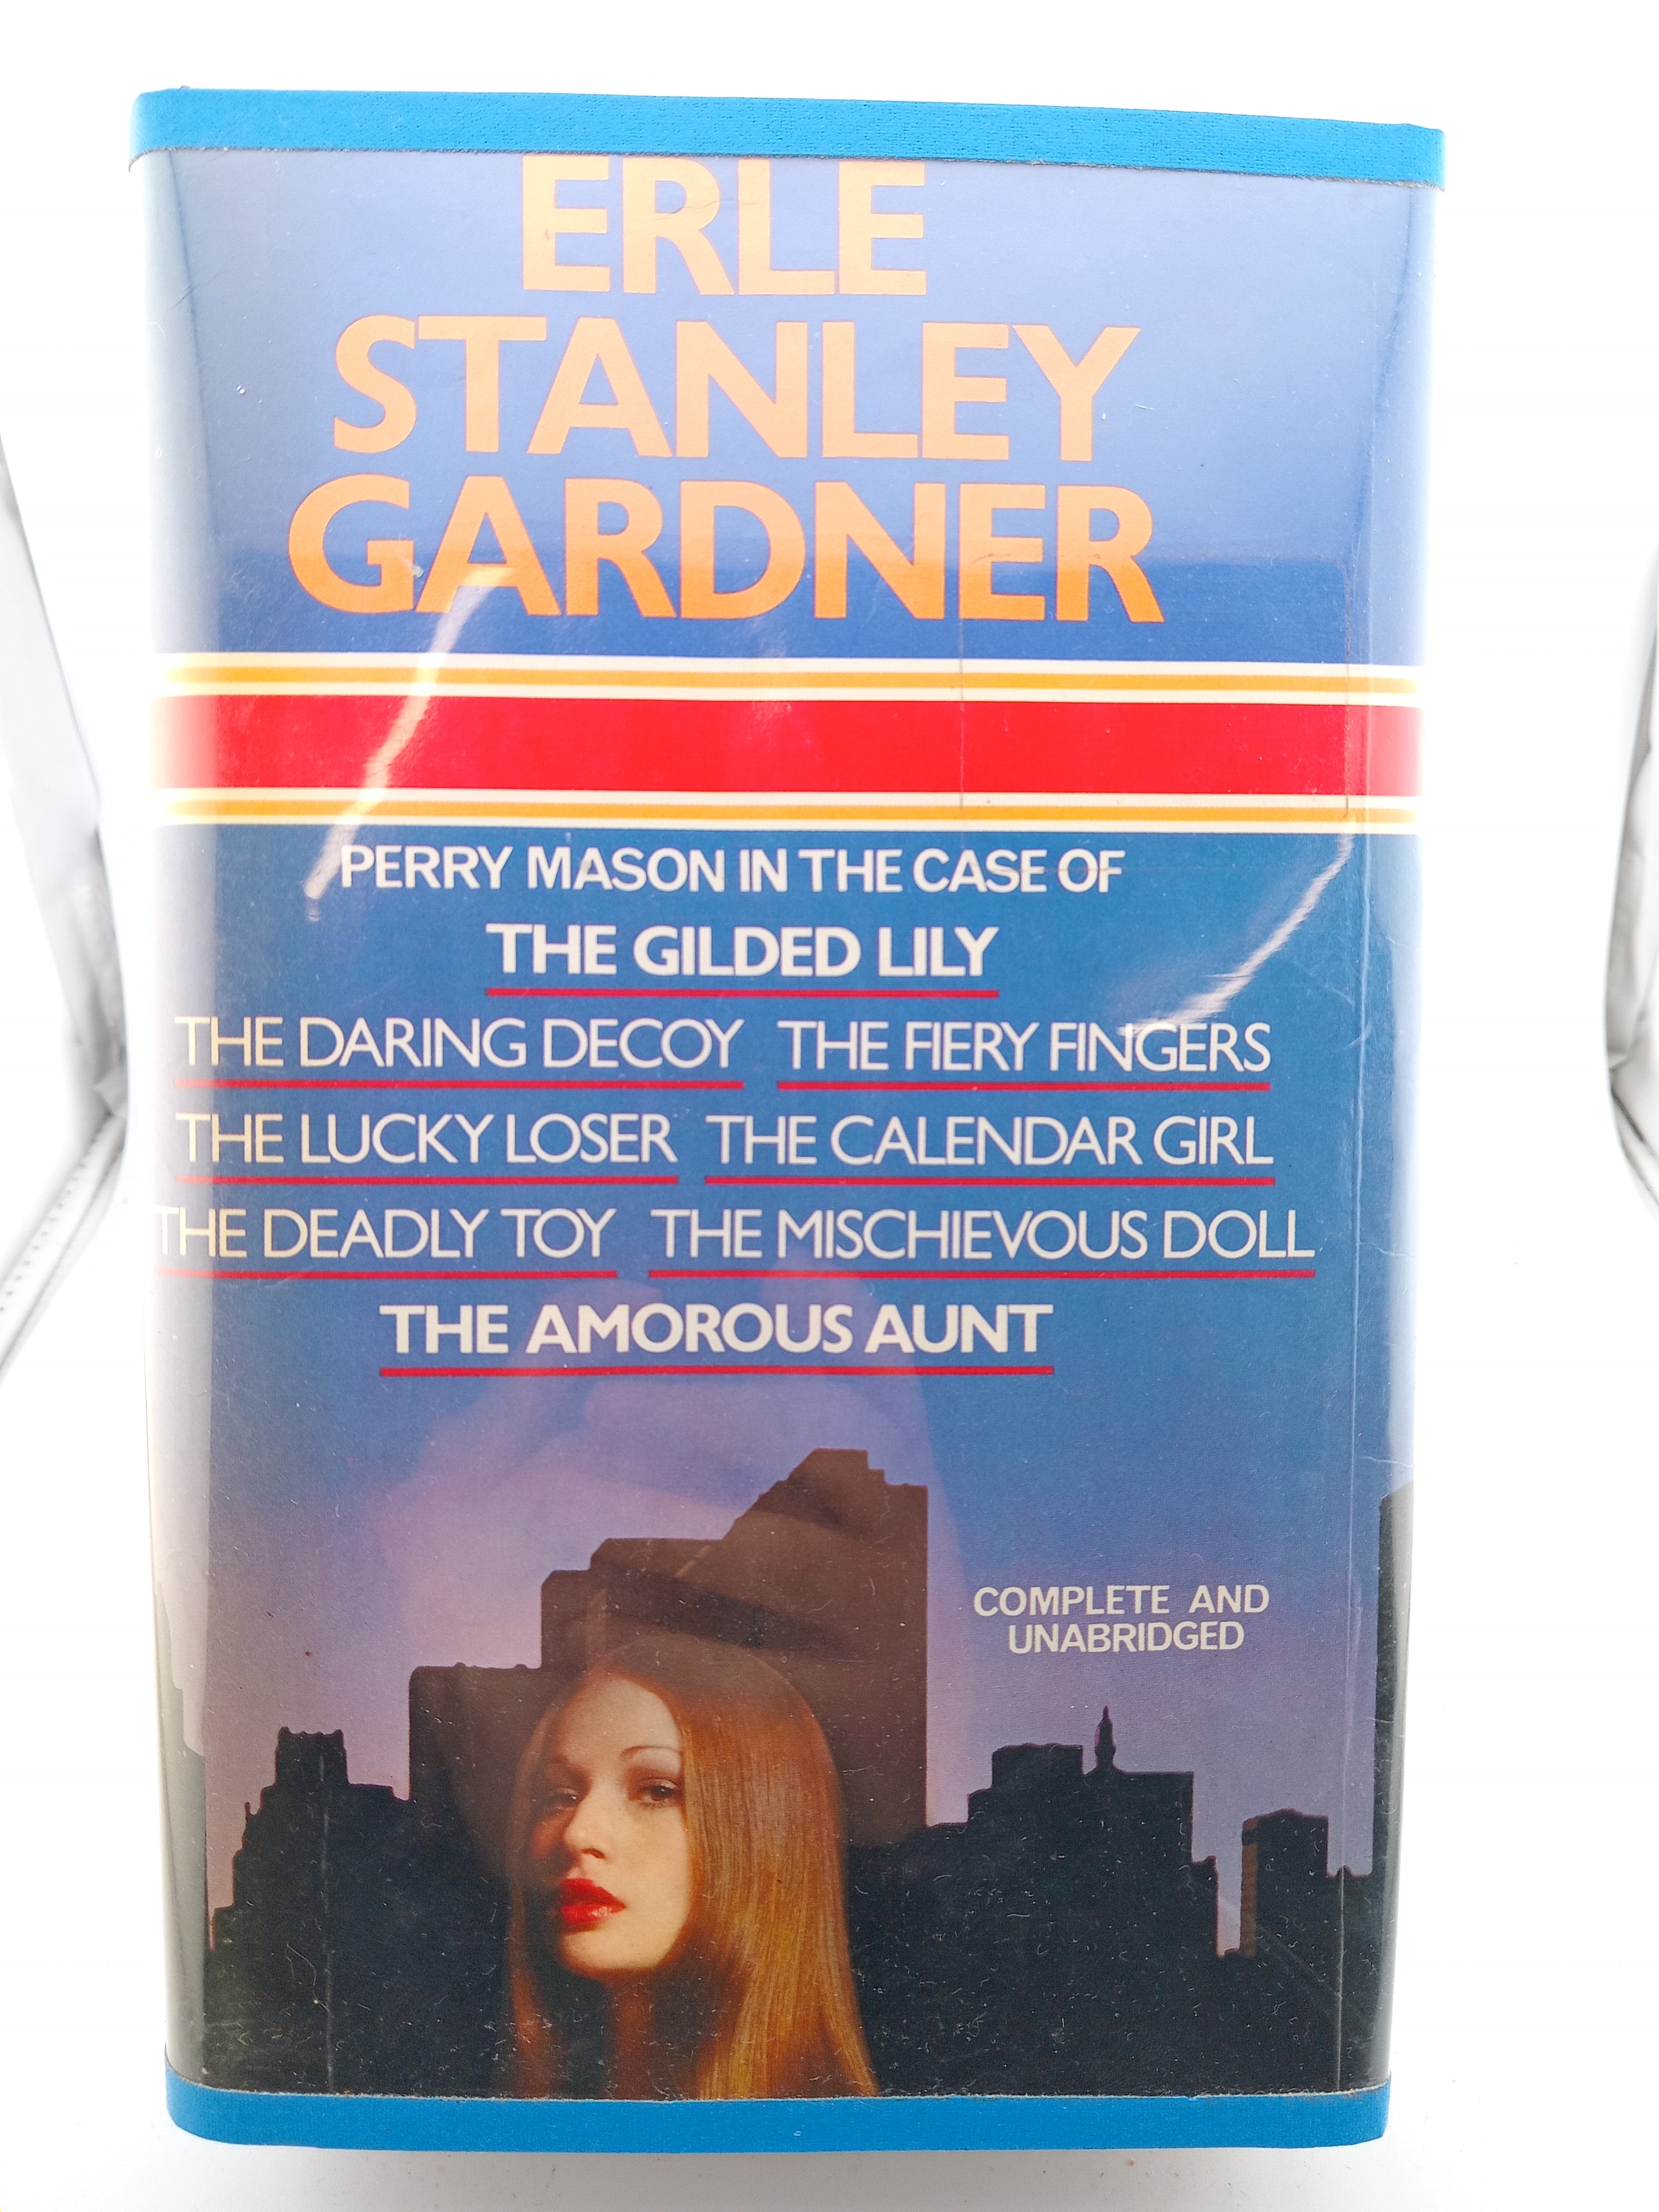 ERLE
STANLEY
GARDNER
PERRY MASON IN THE CASE OF
THE GILDED LILY
THE DARING DECOY THE FIERY FINGERS
THE LUCKY LOSER THE CALENDAR GIRL
THE DEADLY TOY THE MISCHIEVOUS DOLL
THE AMOROUS AUNT
COMPLETE AND
UNABRIDGED